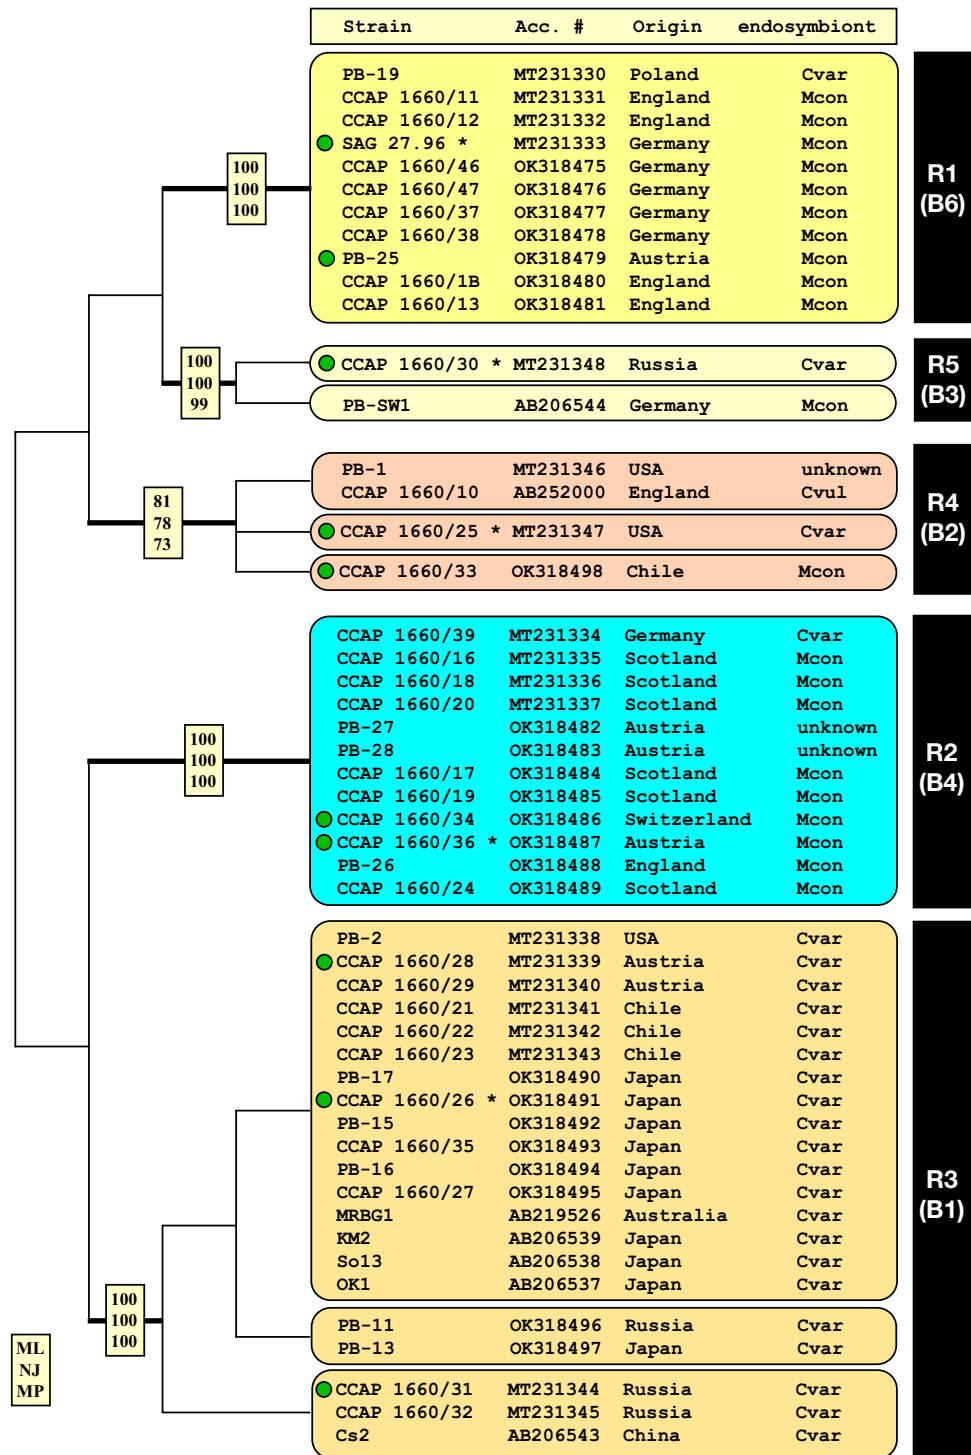 Strain Acc. # Origin endosymbiont
PB-19 MT231330 Poland Cvar
CCAP 1660/11 MT231331 England Mcon
CCAP 1660/12 MT231332 England Mcon
SAG 27.96 * MT231333 Germany Mcon
CCAP 1660/46 OK318475 Germany Mcon
CCAP 1660/47 OK318476 Germany Mcon
CCAP 1660/37 OK318477 Germany Mcon
CCAP 1660/38 OK318478 Germany Mcon
PB-25 OK318479 Austria Mcon
CCAP 1660/1B OK318480 England Mcon
CCAP 1660/13 OK318481 England Mcon
100
100
100
R1
(B6)
CCAP 1660/30 * MT231348 Russia Cvar
PB-SW1 AB206544 Germany Mcon
100
100
99
R5
(B3)
PB-1 MT231346 USA unknown
CCAP 1660/10 AB252000 England Cvul
CCAP 1660/25 * MT231347 USA Cvar
CCAP 1660/33 OK318498 Chile Mcon
81
78
73
R4
(B2)
CCAP 1660/39 MT231334 Germany Cvar
CCAP 1660/16 MT231335 Scotland Mcon
CCAP 1660/18 MT231336 Scotland Mcon
CCAP 1660/20 MT231337 Scotland Mcon
PB-27 OK318482 Austria unknown
PB-28 OK318483 Austria unknown
CCAP 1660/17 OK318484 Scotland Mcon
CCAP 1660/19 OK318485 Scotland Mcon
CCAP 1660/34 OK318486 Switzerland Mcon
CCAP 1660/36 * OK318487 Austria Mcon
PB-26 OK318488 England Mcon
CCAP 1660/24 OK318489 Scotland Mcon
100
100
100
R2
(B4)
PB-2 MT231338 USA Cvar
CCAP 1660/28 MT231339 Austria Cvar
CCAP 1660/29 MT231340 Austria Cvar
CCAP 1660/21 MT231341 Chile Cvar
CCAP 1660/22 MT231342 Chile Cvar
CCAP 1660/23 MT231343 Chile Cvar
PB-17 OK318490 Japan Cvar
CCAP 1660/26 * OK318491 Japan Cvar
PB-15 OK318492 Japan Cvar
CCAP 1660/35 OK318493 Japan Cvar
PB-16 OK318494 Japan Cvar
CCAP 1660/27 OK318495 Japan Cvar
MRBG1 AB219526 Australia Cvar
KM2 AB206539 Japan Cvar
So13 AB206538 Japan Cvar
OK1 AB206537 Japan Cvar
PB-11 OK318496 Russia Cvar
PB-13 OK318497 Japan Cvar
CCAP 1660/31 MT231344 Russia Cvar
CCAP 1660/32 MT231345 Russia Cvar
Cs2 AB206543 China Cvar
100
100
100
R3
(B1)
ML
NJ
MP